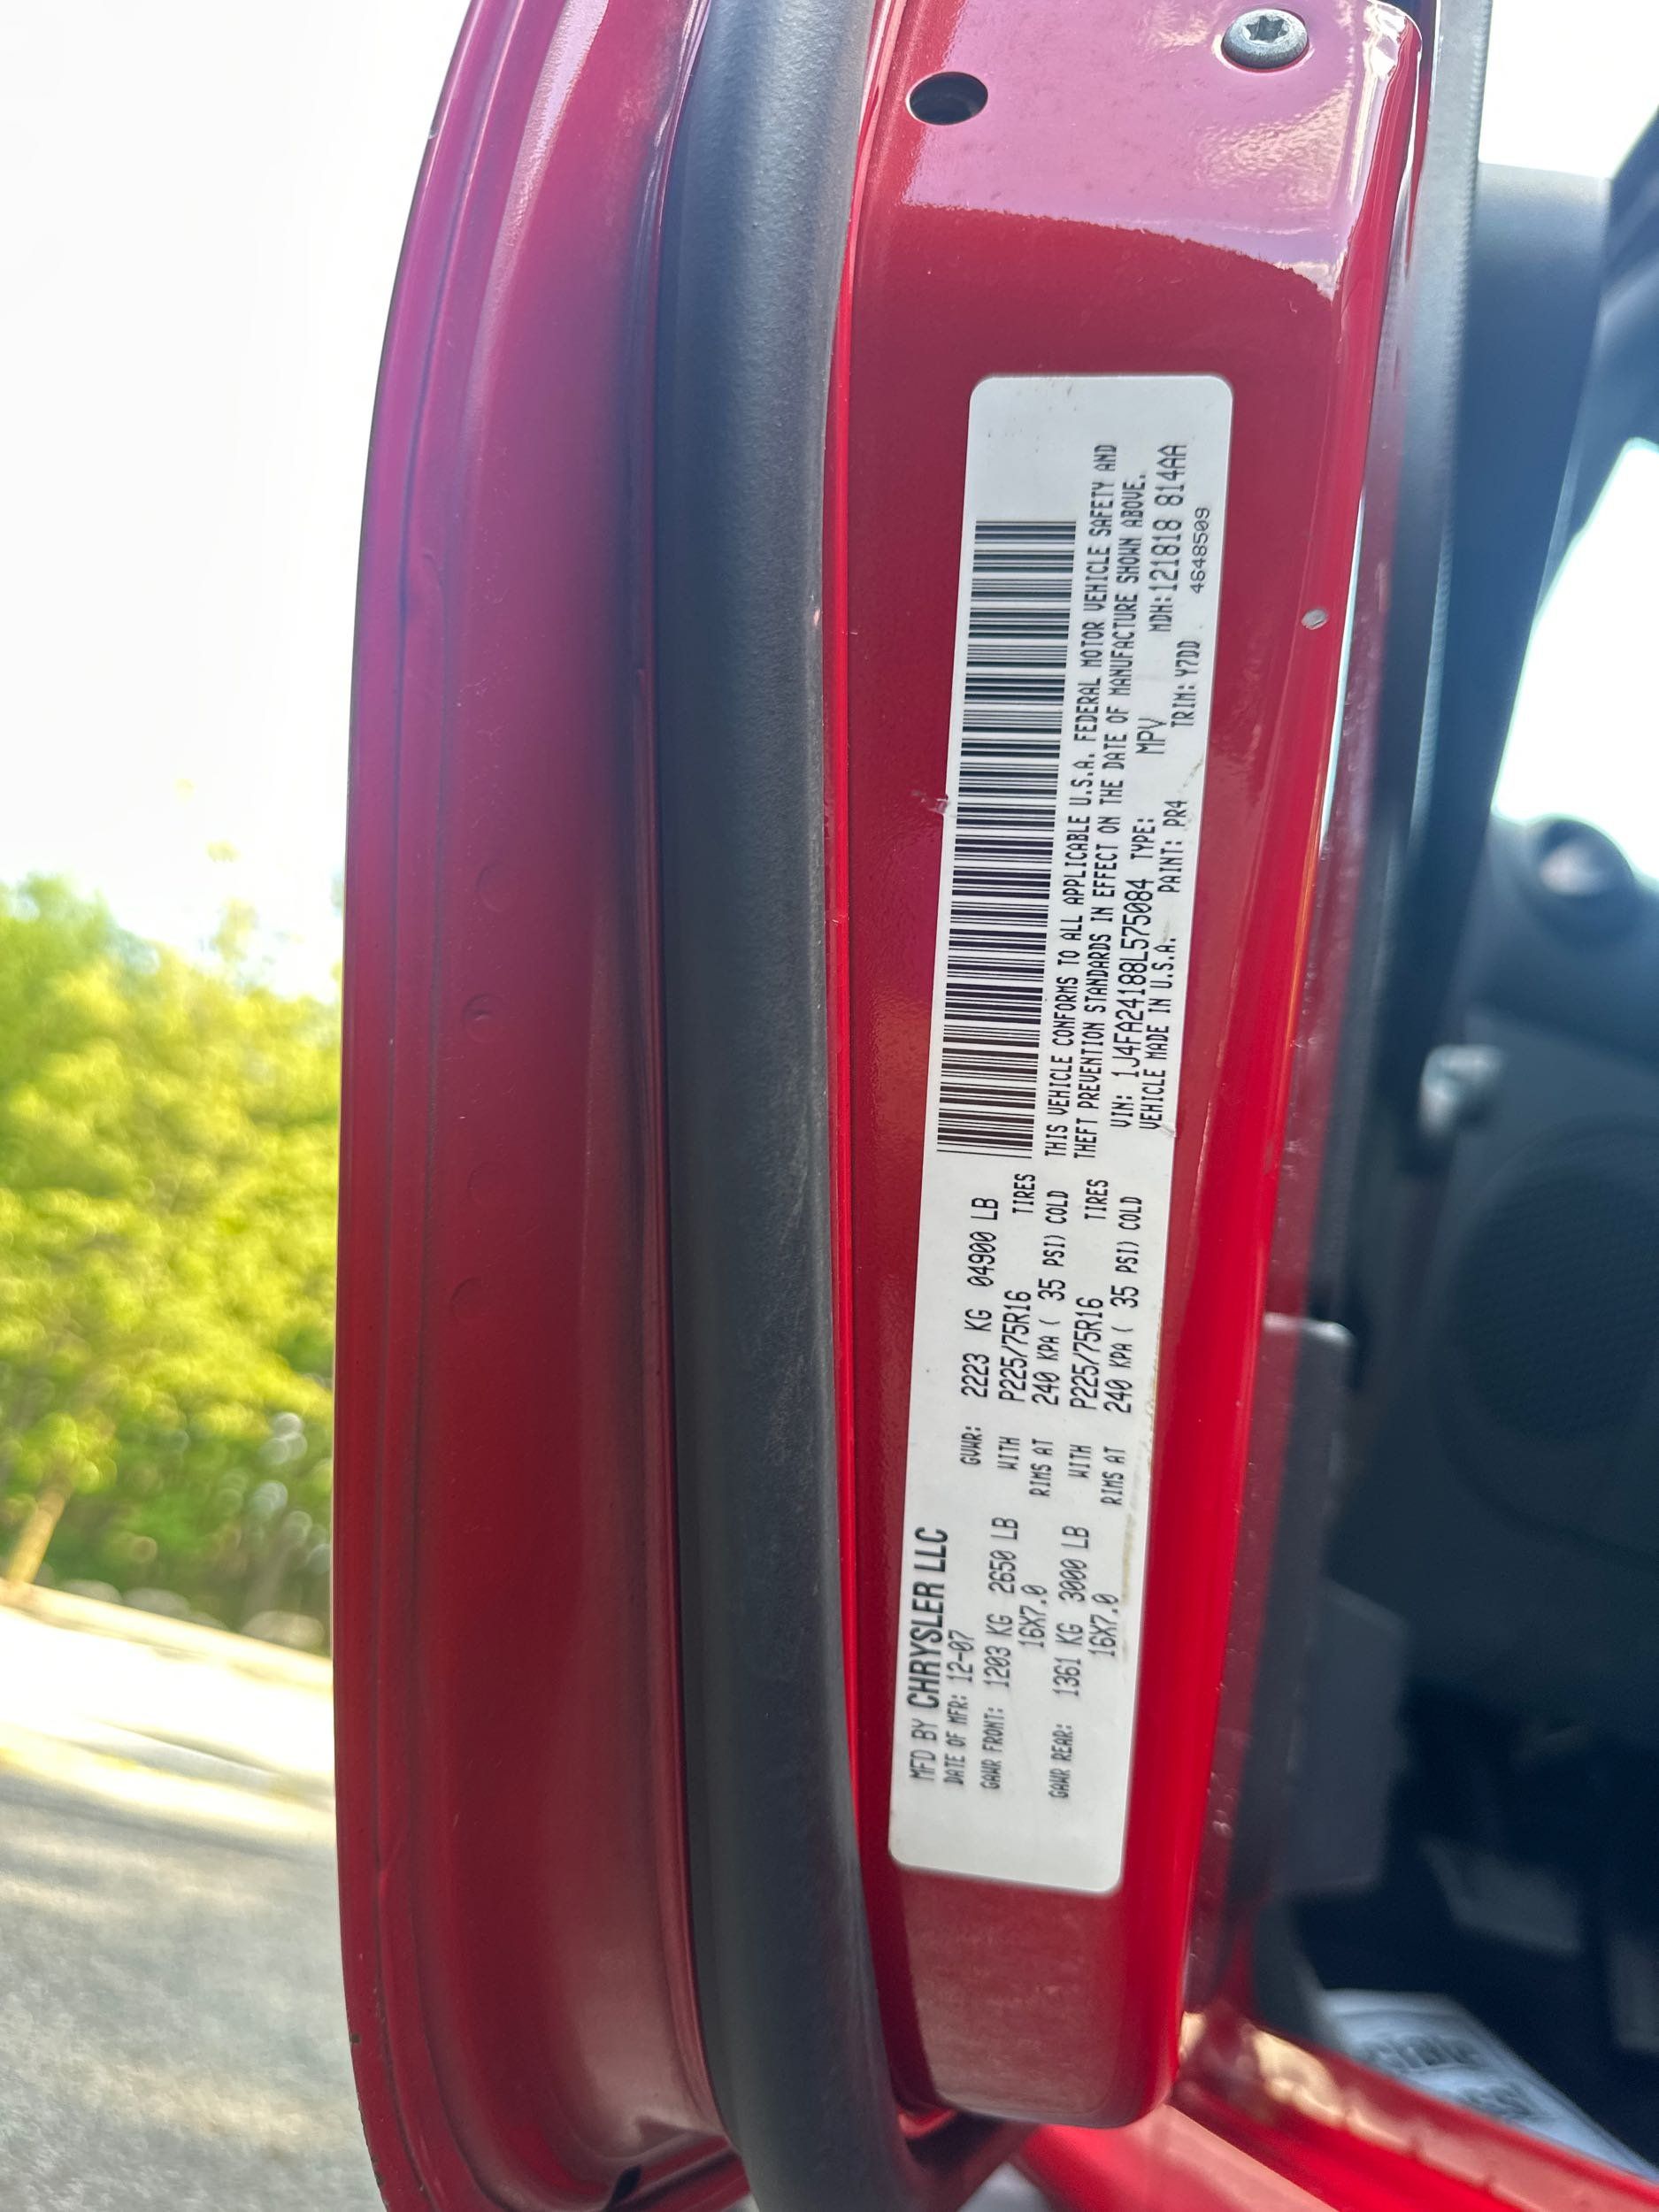 MFD BY CHRYSLER LLC
DATE OF MFR: 12-07 GVWR: 2223 KG 04900 LB
GAWR FRONT: 1203 KG 2650 LB WITH P225/75R16 TIRES
16X7.0 RIMS AT 240 KPA ( 35 PSI) COLD
GAWR REAR: 1361 KG 3000 LB WITH P225/75R16 TIRES
16X7.0 RIMS AT 240 KPA ( 35 PSI) COLD
THIS VEHICLE CONFORMS TO ALL APPLICABLE U.S.A. FEDERAL MOTOR VEHICLE SAFETY AND
THEFT PREVENTION STANDARDS IN EFFECT ON THE DATE OF MANUFACTURE SHOWN ABOVE.
VIN: 1J4FA24188L575084 TYPE: MPV MDH:121818 814AA
VEHICLE MADE IN U.S.A. PAINT: PR4 TRIM: Y7DD 4648509